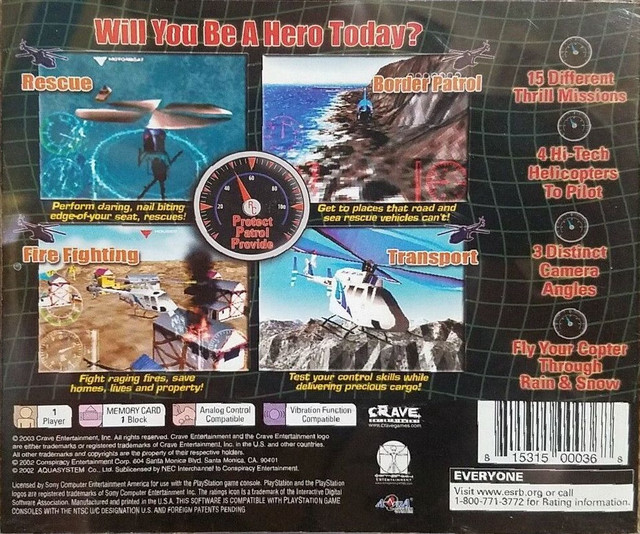 Will You Be A Hero Today?
MOTORBOAT
Rescue
Perform daring, nail biting
edge-of-your seat, rescues!
Border Patrol
Get to places that road and
sea rescue vehicles can't!
20 40 60 80 100
Protect
Patrol
Provide
Fire Fighting
Fight raging fires, save
homes, lives and property!
Transport
Test your control skills while
delivering precious cargo!
15 Different
Thrill Missions
4 Hi-Tech
Helicopters
To Pilot
3 Distinct
Camera
Angles
Fly Your Copter
Through
Rain & Snow
1
Player
MEMORY CARD
1 Block
Analog Control
Compatible
Vibration Function
Compatible
CRAVE
ENTERTAINMENT
www.cravegames.com
© 2003 Crave Entertainment, Inc. All rights reserved. Crave Entertainment and the Crave Entertainment logo
are either trademarks or registered trademarks of Crave Entertainment, Inc. in the U.S. and other countries.
All other trademarks and copyrights are the property of their respective holders.
© 2002 Conspiracy Entertainment Corp. 604 Santa Monica Blvd. Santa Monica, CA. 90401
© 2002 AQUASYSTEM Co., Ltd. Sublicensed by NEC Interchannel to Conspiracy Entertainment.
Licensed by Sony Computer Entertainment America for use with the PlayStation game console. PlayStation and the PlayStation
logos are registered trademarks of Sony Computer Entertainment Inc. The ratings icon is a trademark of the Interactive Digital
Software Association. Manufactured and printed in the U.S.A. THIS SOFTWARE IS COMPATIBLE WITH PLAYSTATION GAME
CONSOLES WITH THE NTSC U/C DESIGNATION U.S. AND FOREIGN PATENTS PENDING
8 15315 00036 8
EVERYONE
Visit www.esrb.org or call
1-800-771-3772 for Rating information.